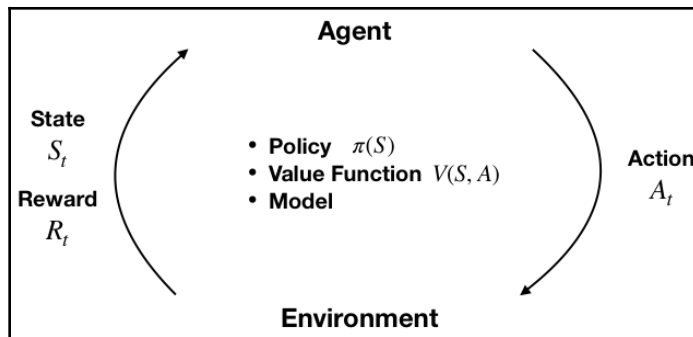 Agent
State
S_t
Reward
R_t
• Policy π(S)
• Value Function V(S, A)
• Model
Action
A_t
Environment